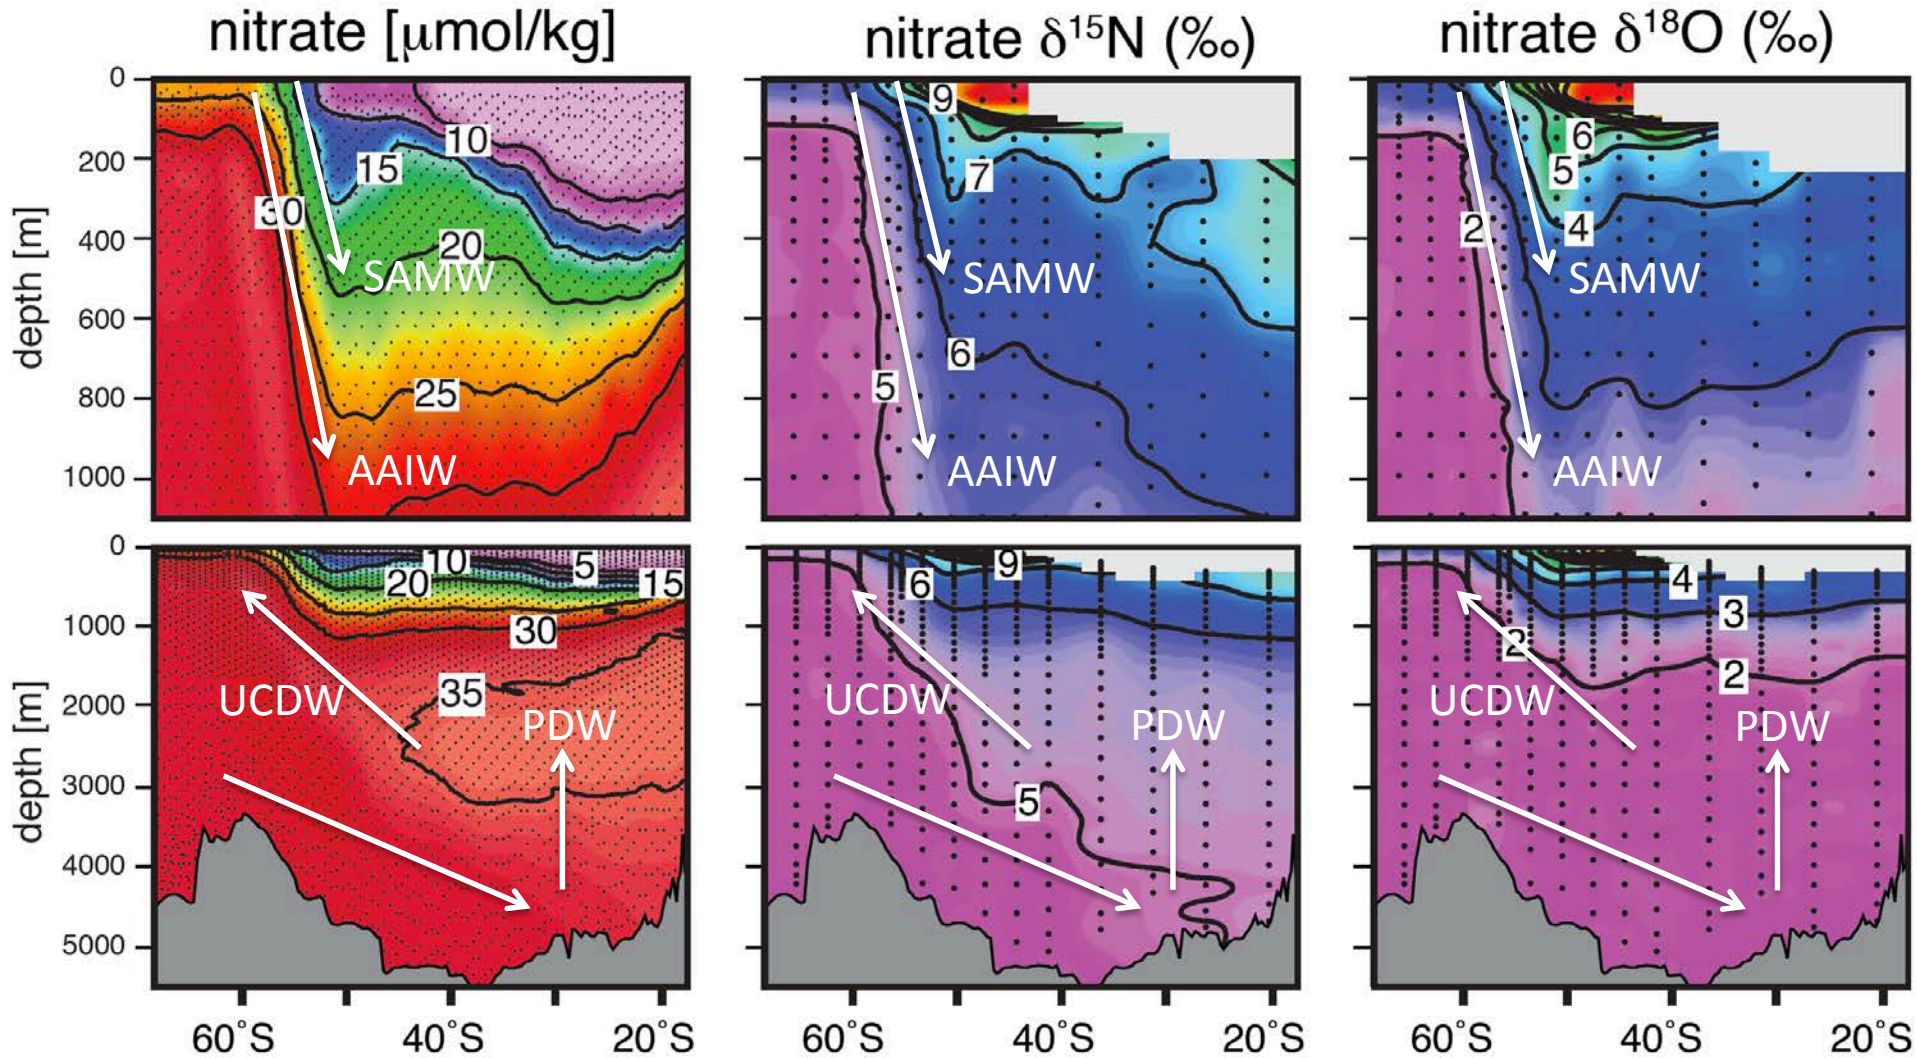 nitrate [μmol/kg]
nitrate δ¹⁵N (‰)
nitrate δ¹⁸O (‰)
depth [m]
0
200
400
600
800
1000
10
15
30
20
SAMW
25
AAIW
9
7
SAMW
6
5
AAIW
6
5
2
4
SAMW
AAIW
depth [m]
0
1000
2000
3000
4000
5000
10
5
20
15
30
35
UCDW
PDW
9
6
UCDW
PDW
5
4
3
2
2
UCDW
PDW
60°S
40°S
20°S
60°S
40°S
20°S
60°S
40°S
20°S